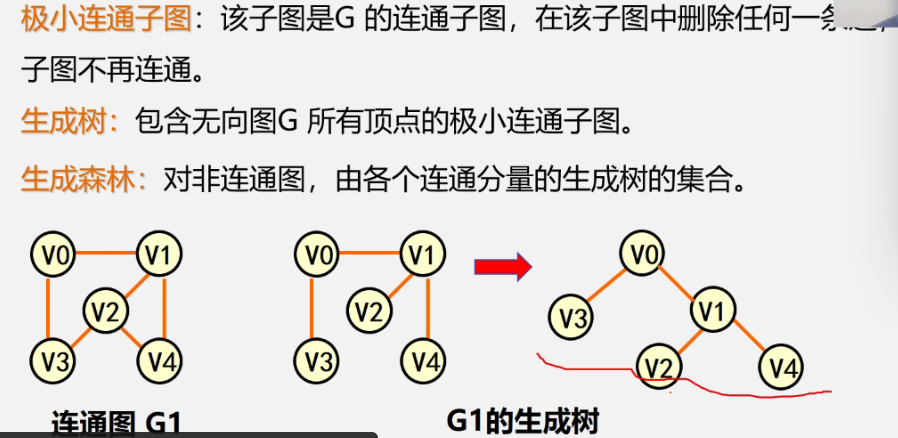 极小连通子图：该子图是G 的连通子图，在该子图中删除任何一条边，
子图不再连通。
生成树：包含无向图G 所有顶点的极小连通子图。
生成森林：对非连通图，由各个连通分量的生成树的集合。
V0 V1 V0 V1 V0
V2 V2 V3 V1
V3 V4 V3 V4 V2 V4
连通图 G1 G1的生成树